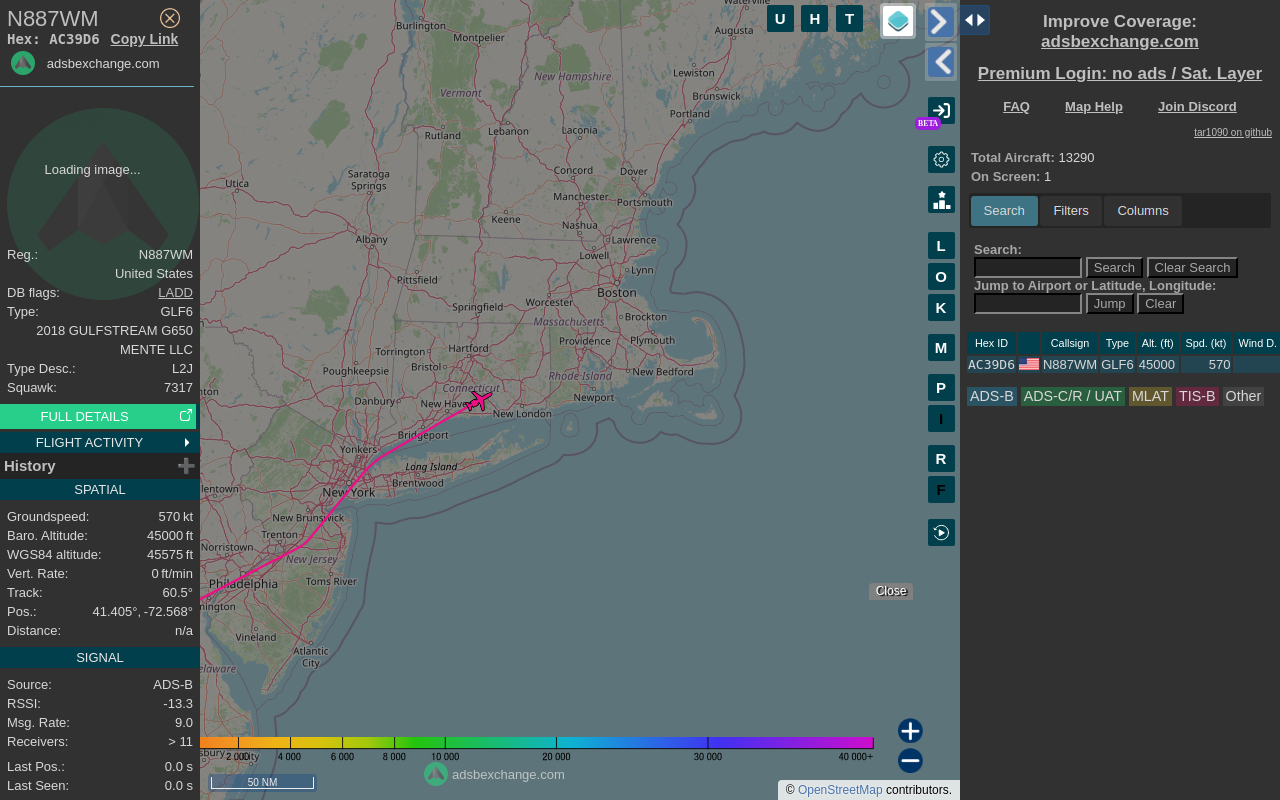 N887WM
Hex: AC39D6 Copy Link
adsbexchange.com
Loading image...
Reg.: N887WM
United States
DB flags: LADD
Type: GLF6
2018 GULFSTREAM G650
MENTE LLC
Type Desc.: L2J
Squawk: 7317
FULL DETAILS
FLIGHT ACTIVITY
History
SPATIAL
Groundspeed: 570 kt
Baro. Altitude: 45000 ft
WGS84 altitude: 45575 ft
Vert. Rate: 0 ft/min
Track: 60.5°
Pos.: 41.405°, -72.568°
Distance: n/a
SIGNAL
Source: ADS-B
RSSI: -13.3
Msg. Rate: 9.0
Receivers: > 11
Last Pos.: 0.0 s
Last Seen: 0.0 s
U H T
Burlington
Montpelier
Waterville
Augusta
New Hampshire
Lewiston
Vermont
Brunswick
Portland
Rutland
Lebanon
Laconia
Saratoga
Springs
Utica
Concord
Dover
Manchester
Portsmouth
Keene
Nashua
Albany
Lawrence
Lowell
Lynn
Pittsfield
Boston
Worcester
Springfield
Brockton
Massachusetts
Providence
Plymouth
Hartford
Torrington
Poughkeepsie
Bristol
Rhode Island
New Bedford
Connecticut
Newport
Danbury
New Haven
New London
Bridgeport
Yonkers
Long Island
Brentwood
New York
New Brunswick
Trenton
Norristown
New Jersey
Toms River
Philadelphia
mington
Vineland
Atlantic
City
elaware
BETA
L
O
K
M
P
I
R
F
Close
2 000 4 000 6 000 8 000 10 000 20 000 30 000 40 000+
50 NM
adsbexchange.com
© OpenStreetMap contributors.
Improve Coverage:
adsbexchange.com
Premium Login: no ads / Sat. Layer
FAQ Map Help Join Discord
tar1090 on github
Total Aircraft: 13290
On Screen: 1
Search Filters Columns
Search:
Search Clear Search
Jump to Airport or Latitude, Longitude:
Jump Clear
Hex ID Callsign Type Alt. (ft) Spd. (kt) Wind D.
AC39D6 N887WM GLF6 45000 570
ADS-B ADS-C/R / UAT MLAT TIS-B Other